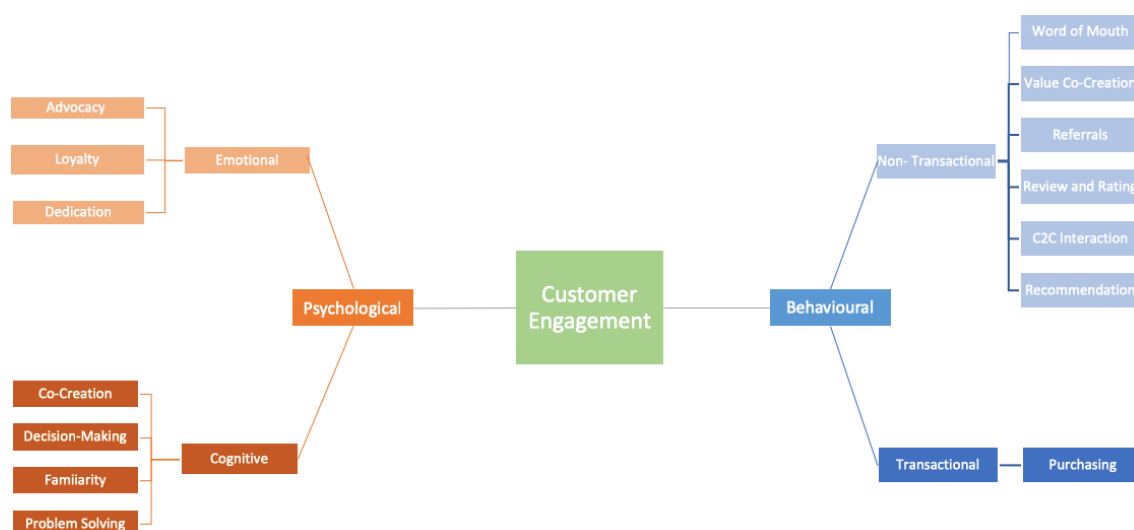 Word of Mouth
Value Co-Creation
Advocacy
Referrals
Loyalty
Emotional
Non- Transactional
Review and Rating
Dedication
C2C Interaction
Recommendation
Customer
Engagement
Psychological
Behavioural
Co-Creation
Decision-Making
Cognitive
Transactional
Purchasing
Famiiarity
Problem Solving